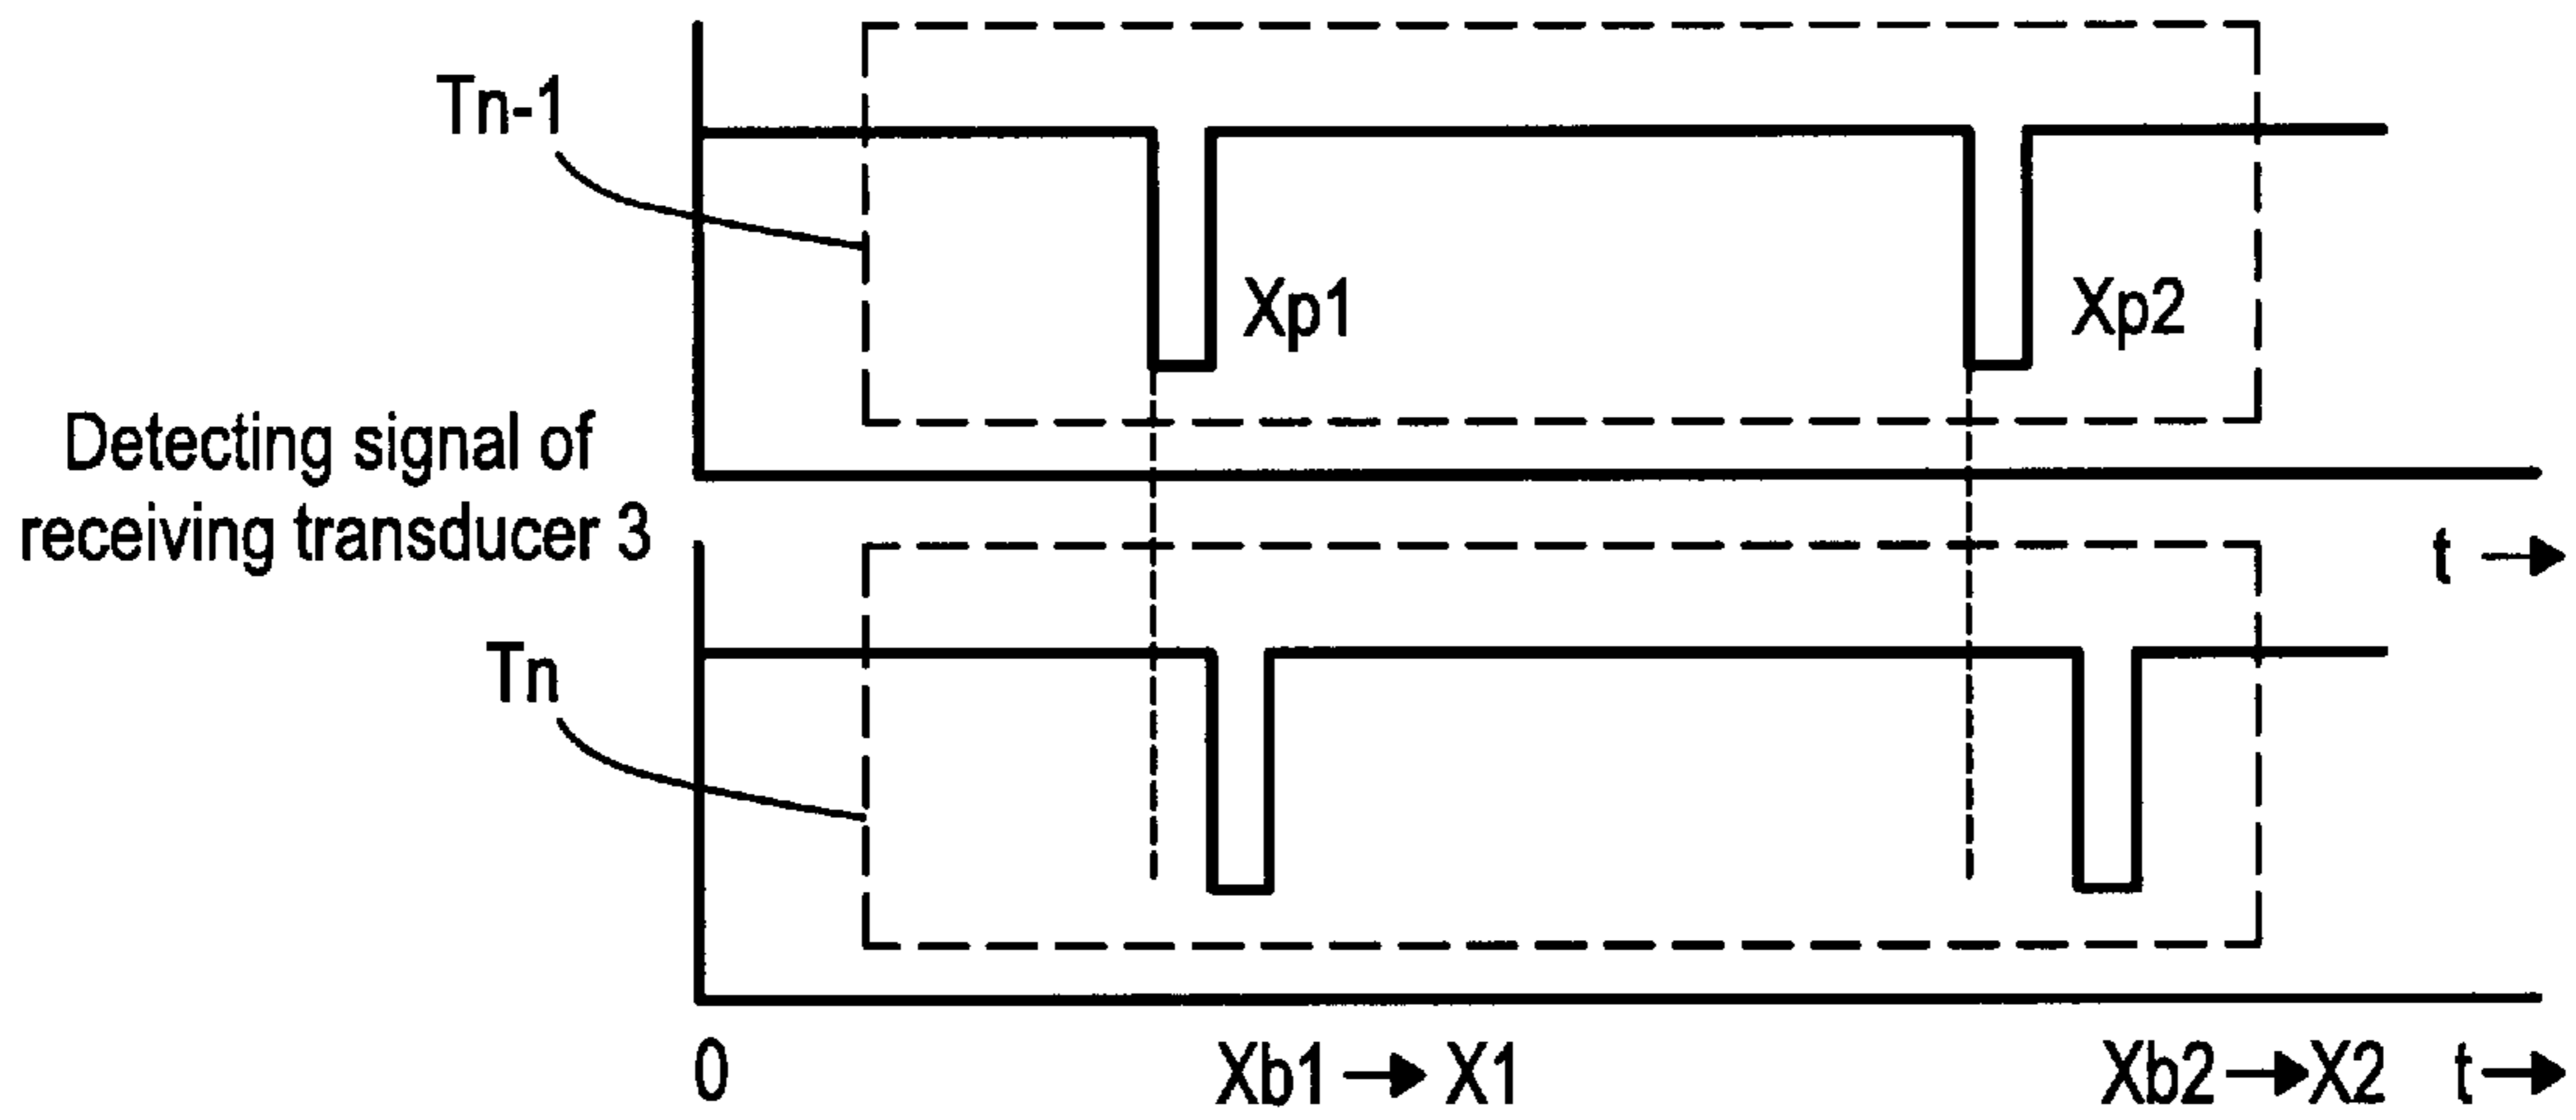 Tn-1
Xp1
Xp2
Detecting signal of
receiving transducer 3
t
Tn
0
Xb1 → X1
Xb2 → X2
t →